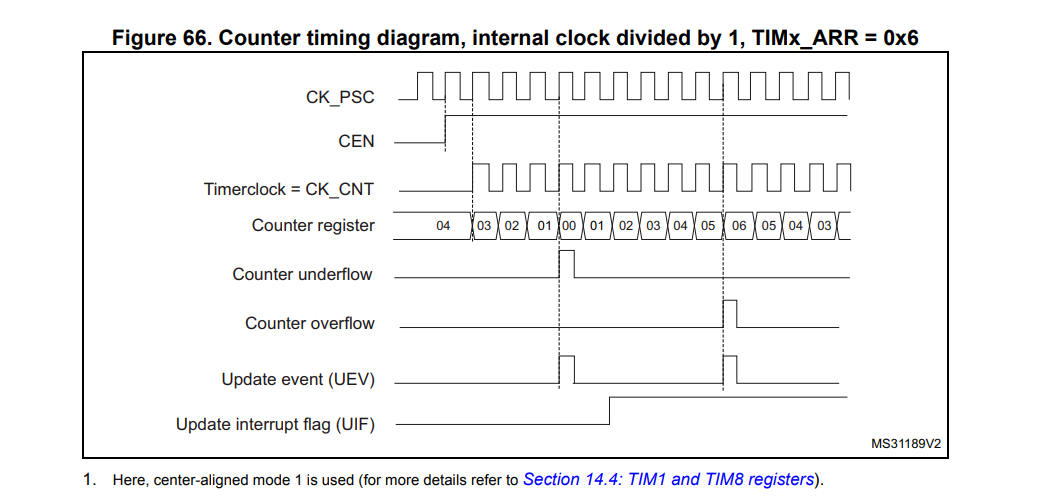 Figure 66. Counter timing diagram, internal clock divided by 1, TIMx_ARR = 0x6
CK_PSC
CEN
Timerclock = CK_CNT
Counter register 04 03 02 01 00 01 02 03 04 05 06 05 04 03
Counter underflow
Counter overflow
Update event (UEV)
Update interrupt flag (UIF)
MS31189V2
1. Here, center-aligned mode 1 is used (for more details refer to Section 14.4: TIM1 and TIM8 registers).